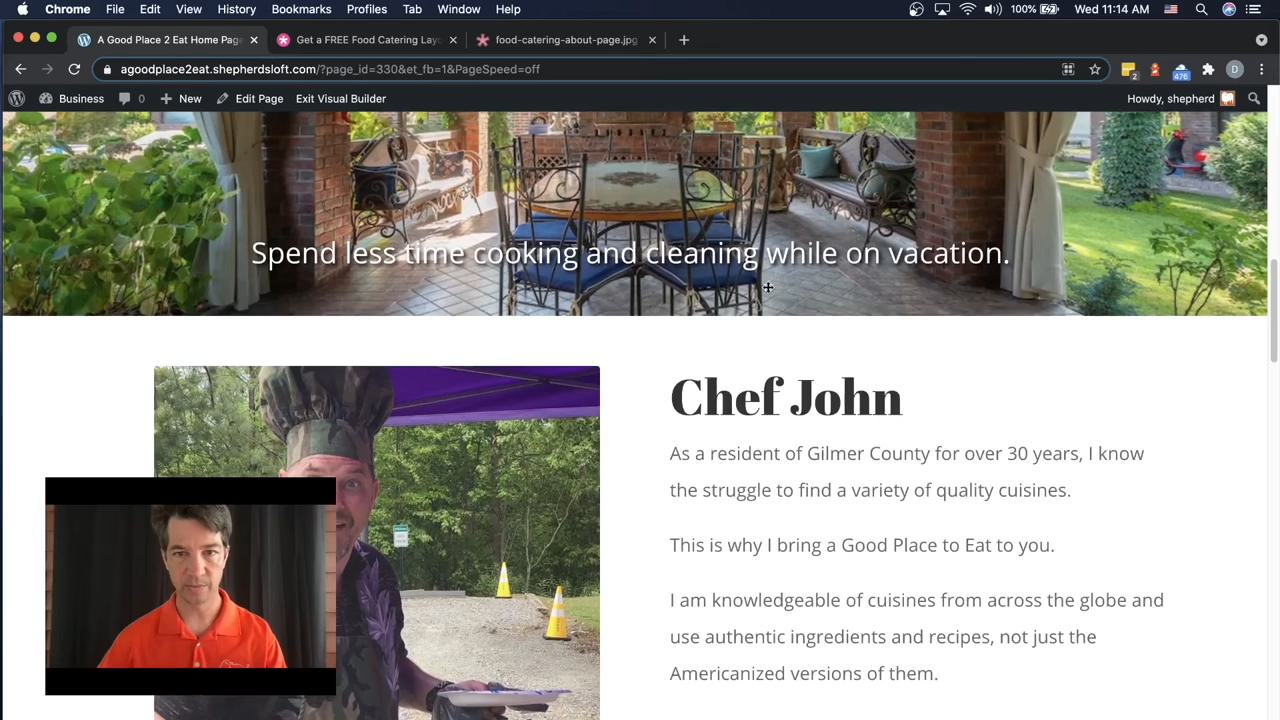 Chrome File Edit View History Bookmarks Profiles Tab Window Help 100% Wed 11:14 AM
A Good Place 2 Eat Home Page Get a FREE Food Catering Layo food-catering-about-page.jpg
agoodplace2eat.shepherdsloft.com/?page_id=330&et_fb=1&PageSpeed=off 2 476 D
Business 0 New Edit Page Exit Visual Builder Howdy, shepherd
Spend less time cooking and cleaning while on vacation.
Chef John
As a resident of Gilmer County for over 30 years, I know
the struggle to find a variety of quality cuisines.
This is why I bring a Good Place to Eat to you.
I am knowledgeable of cuisines from across the globe and
use authentic ingredients and recipes, not just the
Americanized versions of them.